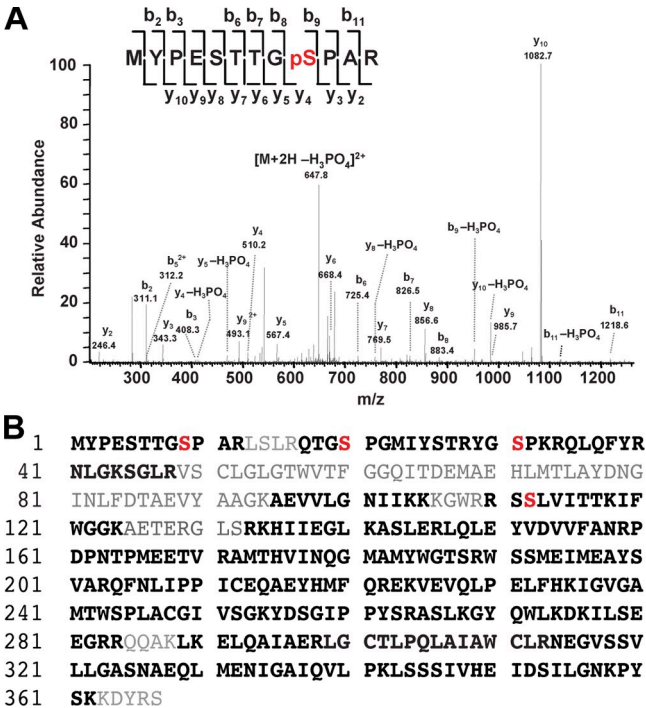 A
b2 b3 b6 b7 b8 b9 b11
MYPESTTGpSPAR
y10 y9 y8 y7 y6 y5 y4 y3 y2
Relative Abundance
100
80
60
40
20
0
300 400 500 600 700 800 900 1000 1100 1200
m/z
y10
1082.7
[M+2H –H3PO4]2+
647.8
y2
246.4
b2
311.1
b5 2+
312.2
y3
343.3
y4–H3PO4
b3
408.3
y5–H3PO4
y9 2+
493.1
y4
510.2
y5
567.4
y6
668.4
b6
725.4
y8–H3PO4
y7
769.5
b7
826.5
y8
856.6
b8
883.4
b9–H3PO4
y10–H3PO4
y9
985.7
b11–H3PO4
b11
1218.6
B
1 MYPESTTGSP ARLSLRQTGS PGMIYSTRYG SPKRQLQFYR
41 NLGKSGLRVS CLGLGTWVTF GGQITDEMAE HLMTLAYDNG
81 INLFDTAEVY AAGKAEVVLG NIIKKKGWRR SSLVITTKIF
121 WGGKAETERG LSRKHIIEGL KASLERLQLE YVDVVFANRP
161 DPNTPMEETV RAMTHVINQG MAMYWGTSRW SSMEIMEAYS
201 VARQFNLIPP ICEQAEYHMF QREKVEVQLP ELFHKIGVGA
241 MTWSPLACGI VSGKYDSGIP PYSRASLKGY QWLKDKILSE
281 EGRRQQAKLK ELQAIAERLG CTLPQLAIAW CLRNEGVSSV
321 LLGASNAEQL MENIGAIQVL PKLSSSIVHE IDSILGNKPY
361 SKKDYRS